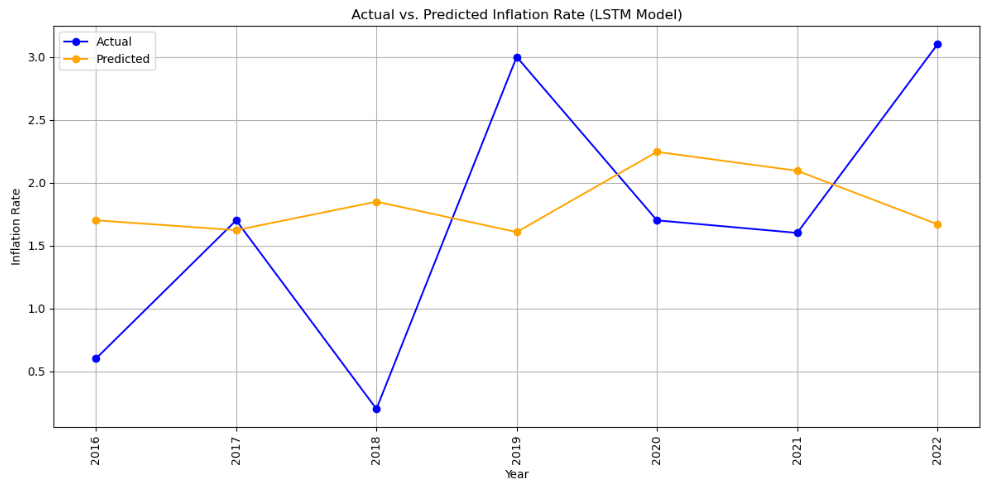 Actual vs. Predicted Inflation Rate (LSTM Model)
Actual
Predicted
Inflation Rate
3.0
2.5
2.0
1.5
1.0
0.5
2016
2017
2018
2019
2020
2021
2022
Year